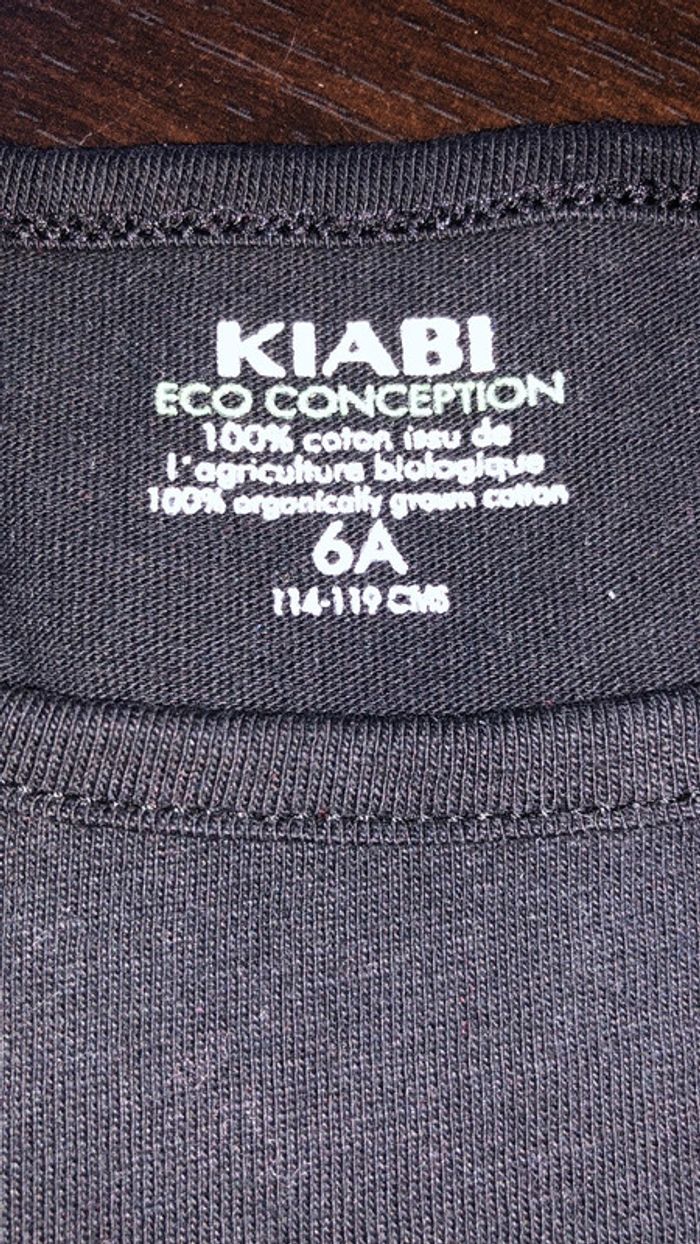 KIABI
ECO CONCEPTION
100% coton issu de
l'agriculture biologique
100% organically grown cotton
6A
114-119 CMS